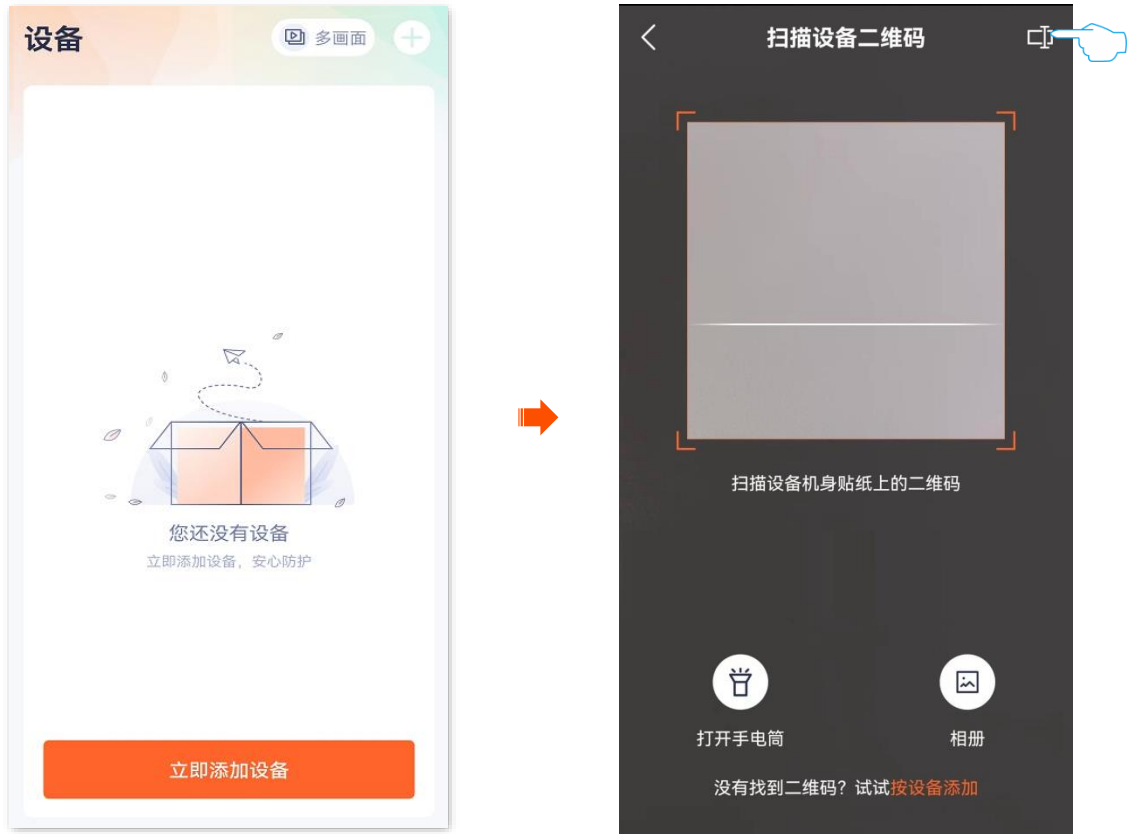 设备
多画面
您还没有设备
立即添加设备，安心防护
立即添加设备
扫描设备二维码
扫描设备机身贴纸上的二维码
打开手电筒
相册
没有找到二维码？试试按设备添加